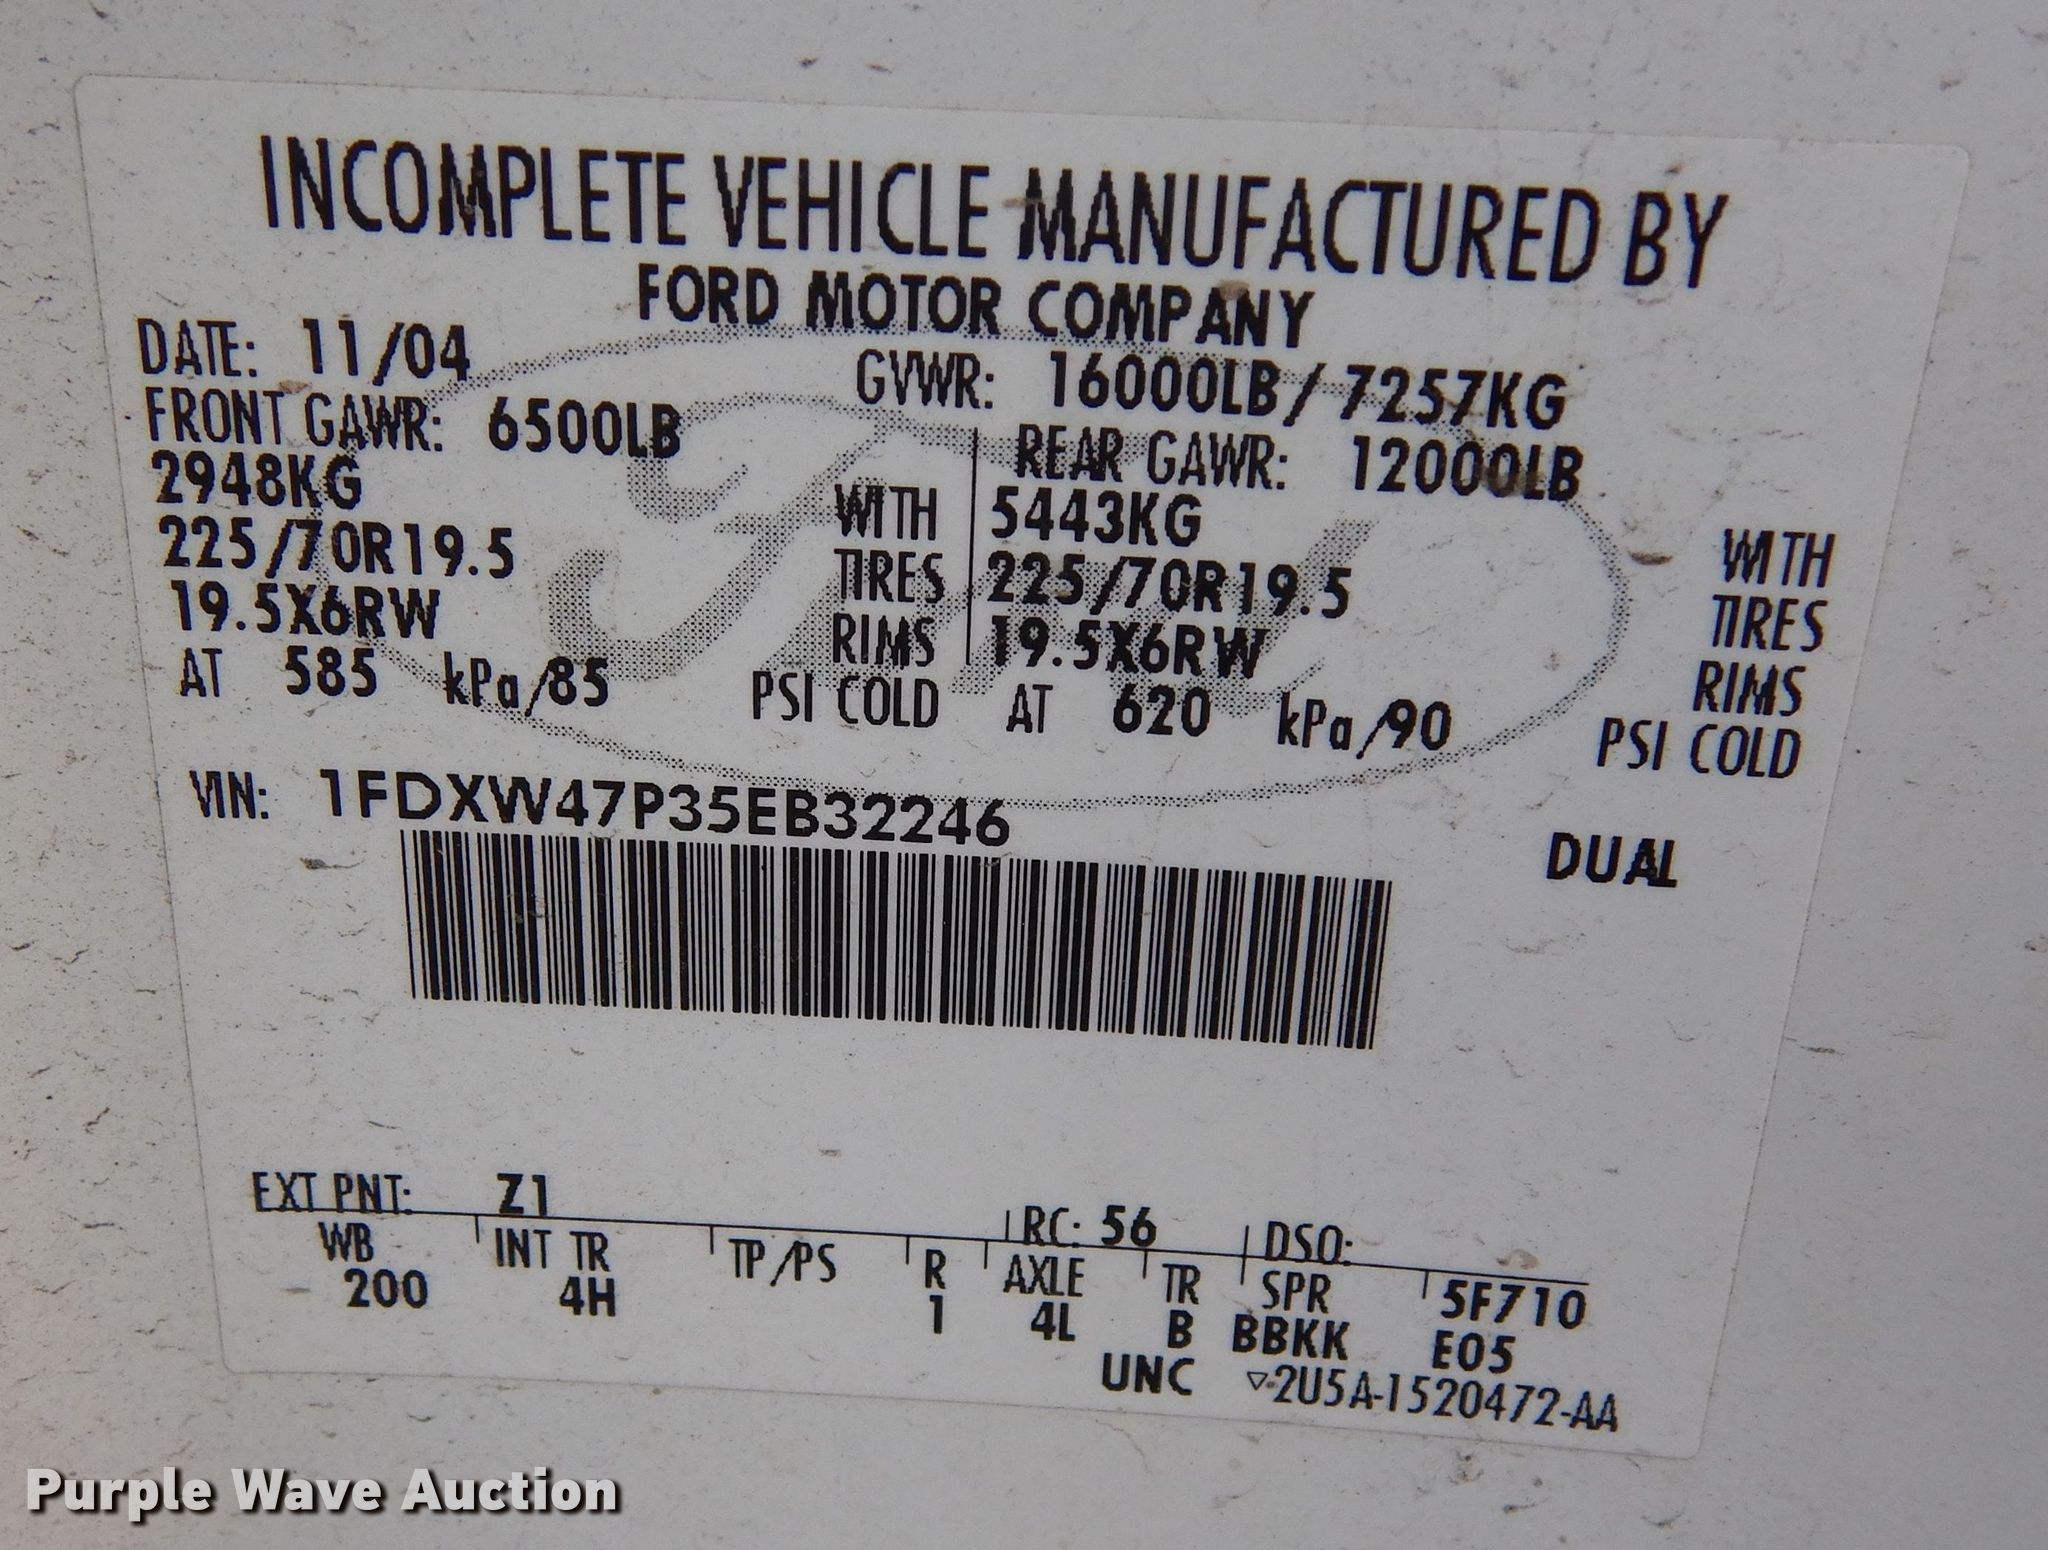 INCOMPLETE VEHICLE MANUFACTURED BY
FORD MOTOR COMPANY
DATE: 11/04 GVWR: 16000LB/7257KG
FRONT GAWR: 6500LB REAR GAWR: 12000LB
2948KG WITH 5443KG WITH
225/70R19.5 TIRES 225/70R19.5 TIRES
19.5X6RW RIMS 19.5X6RW RIMS
AT 585 kPa/85 PSI COLD AT 620 kPa/90 PSI COLD
VIN: 1FDXW47P35EB32246 DUAL
EXT PNT: Z1 RC: 56 DSO:
WB INT TR TP/PS R AXLE TR SPR 5F710
200 4H 1 4L B BBKK E05
UNC ▽-2U5A-1520472-AA
Purple Wave Auction